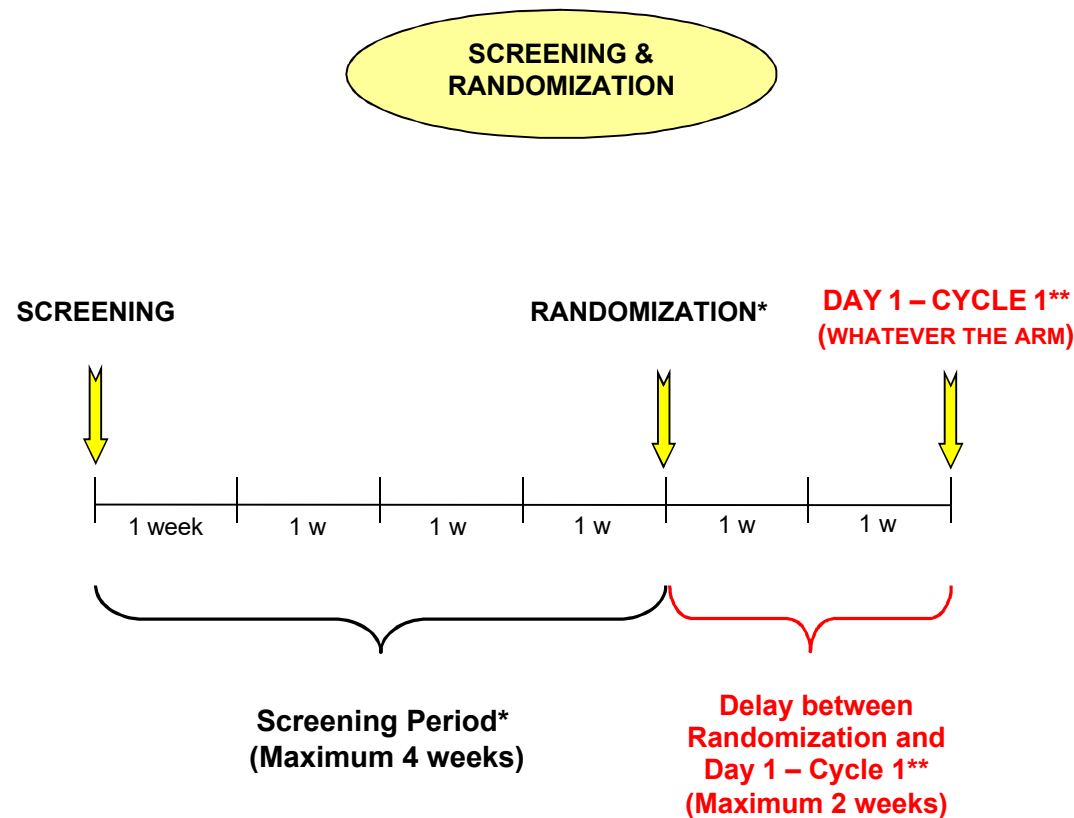 SCREENING &
RANDOMIZATION
SCREENING
RANDOMIZATION*
DAY 1 – CYCLE 1**
(WHATEVER THE ARM)
1 week
1 w
1 w
1 w
1 w
1 w
Screening Period*
(Maximum 4 weeks)
Delay between
Randomization and
Day 1 – Cycle 1**
(Maximum 2 weeks)